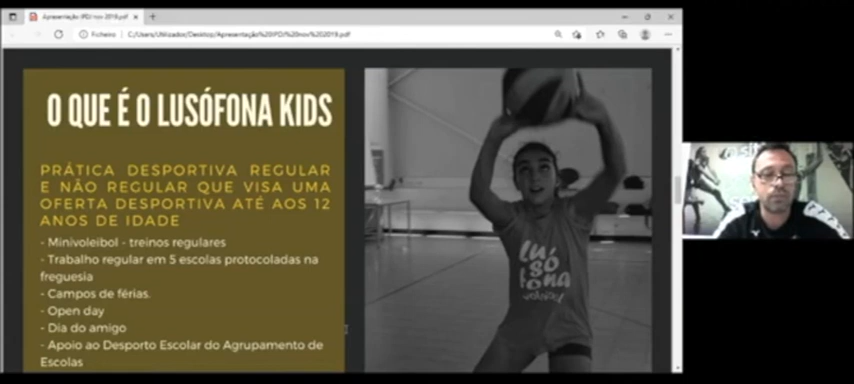 Apresentação IPDJ nov 2019.pdf
Ficheiro
C:/Users/Utilizador/Desktop/Apresentação%20IPDJ%20nov%202019.pdf
O QUE É O LUSÓFONA KIDS
PRÁTICA DESPORTIVA REGULAR
E NÃO REGULAR QUE VISA UMA
OFERTA DESPORTIVA ATÉ AOS 12
ANOS DE IDADE
- Minivoleibol - treinos regulares
- Trabalho regular em 5 escolas protocoladas na
freguesia
- Campos de férias.
- Open day
- Dia do amigo
- Apoio ao Desporto Escolar do Agrupamento de
Escolas
lu
só
fona
voleibol